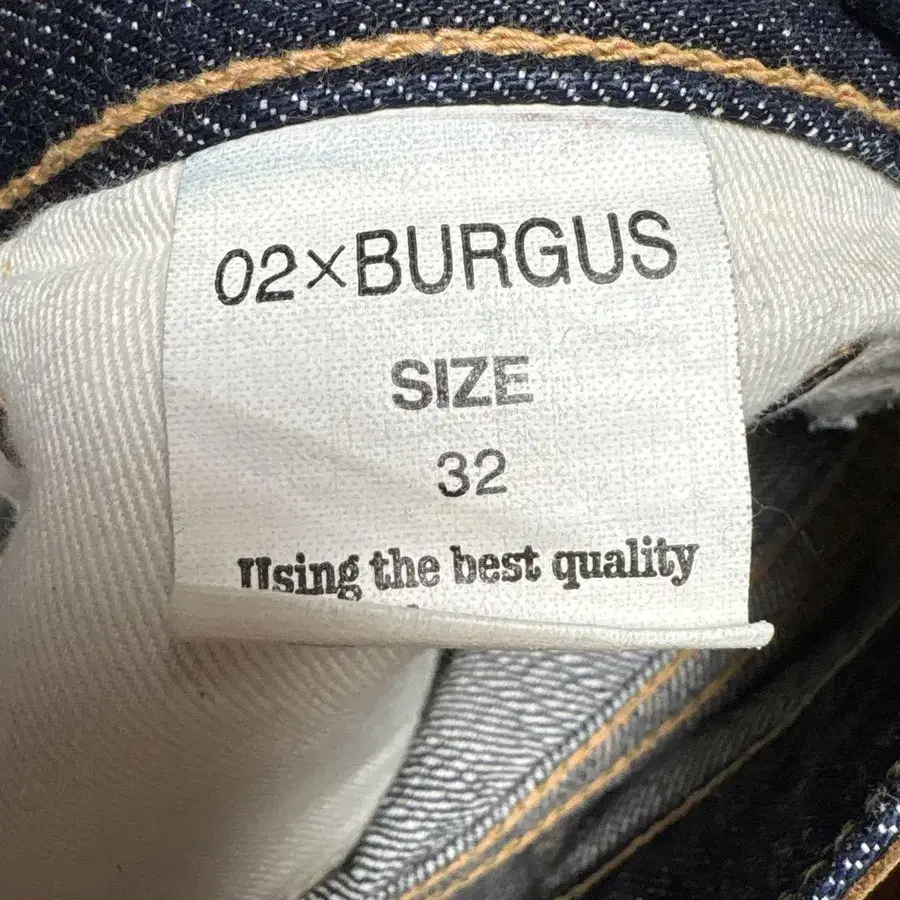 02×BURGUS
SIZE
32
Using the best quality